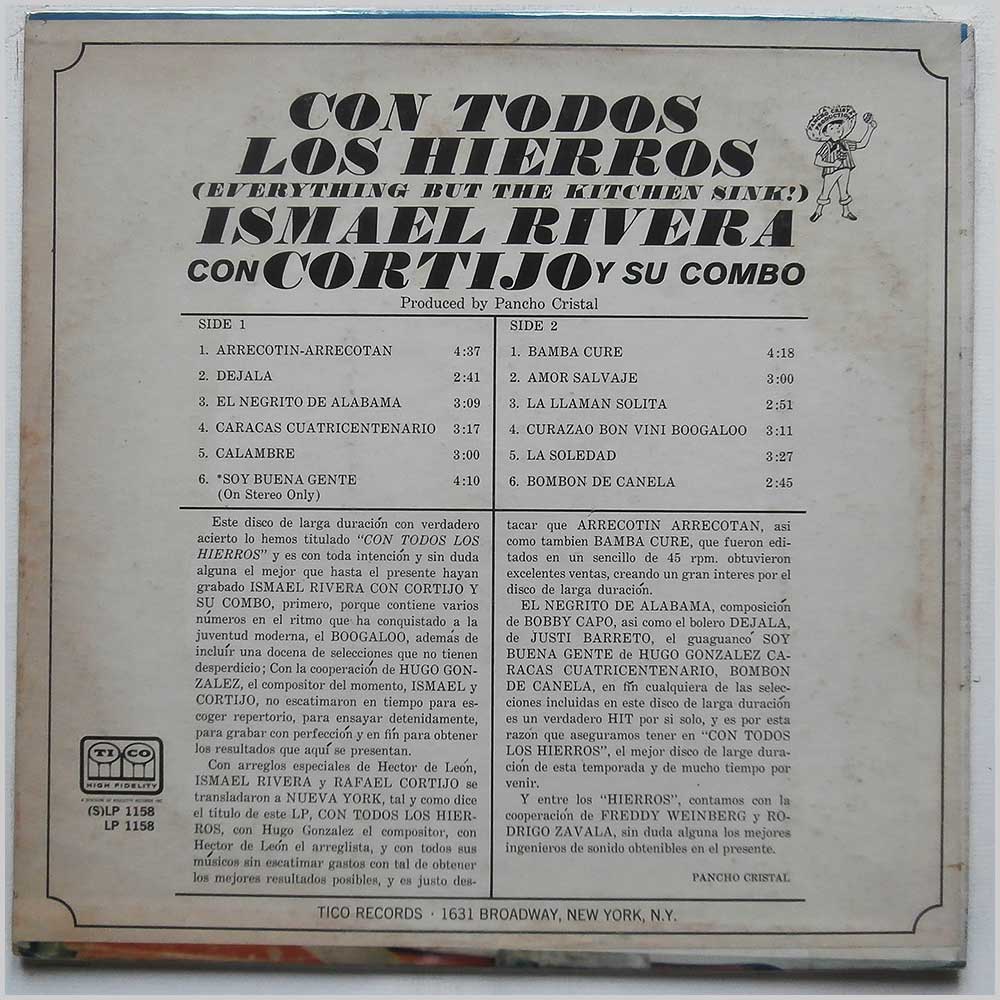 CON TODOS
LOS HIERROS
(EVERYTHING BUT THE KITCHEN SINK!)
ISMAEL RIVERA
CON CORTIJO Y SU COMBO
Produced by Pancho Cristal
PANCHO CRISTAL
PRODUCTIONS
SIDE 1
1. ARRECOTIN-ARRECOTAN 4:37
2. DEJALA 2:41
3. EL NEGRITO DE ALABAMA 3:09
4. CARACAS CUATRICENTENARIO 3:17
5. CALAMBRE 3:00
6. *SOY BUENA GENTE 4:10
(On Stereo Only)
SIDE 2
1. BAMBA CURE 4:18
2. AMOR SALVAJE 3:00
3. LA LLAMAN SOLITA 2:51
4. CURAZAO BON VINI BOOGALOO 3:11
5. LA SOLEDAD 3:27
6. BOMBON DE CANELA 2:45
Este disco de larga duración con verdadero
acierto lo hemos titulado "CON TODOS LOS
HIERROS" y es con toda intención y sin duda
alguna el mejor que hasta el presente hayan
grabado ISMAEL RIVERA CON CORTIJO Y
SU COMBO, primero, porque contiene varios
números en el ritmo que ha conquistado a la
juventud moderna, el BOOGALOO, además de
incluír una docena de selecciones que no tienen
desperdicio; Con la cooperación de HUGO GON-
ZALEZ, el compositor del momento, ISMAEL y
CORTIJO, no escatimaron en tiempo para es-
coger repertorio, para ensayar detenidamente,
para grabar con perfección y en fín para obtener
los resultados que aquí se presentan.
Con arreglos especiales de Hector de León,
ISMAEL RIVERA y RAFAEL CORTIJO se
transladaron a NUEVA YORK, tal y como dice
el título de este LP, CON TODOS LOS HIER-
ROS, con Hugo Gonzalez el compositor, con
Hector de León el arreglista, y con todos sus
músicos sin escatimar gastos con tal de obtener
los mejores resultados posibles, y es justo des-
tacar que ARRECOTIN ARRECOTAN, asi
como tambien BAMBA CURE, que fueron edi-
tados en un sencillo de 45 rpm. obtuvieron
excelentes ventas, creando un gran interes por el
disco de larga duración.
EL NEGRITO DE ALABAMA, composición
de BOBBY CAPO, asi como el bolero DEJALA,
de JUSTI BARRETO, el guaguancó SOY
BUENA GENTE de HUGO GONZALEZ CA-
RACAS CUATRICENTENARIO, BOMBON
DE CANELA, en fín cualquiera de las selec-
ciones incluidas en este disco de larga duración
es un verdadero HIT por si solo, y es por esta
razón que aseguramos tener en "CON TODOS
LOS HIERROS", el mejor disco de large dura-
ción de esta temporada y de mucho tiempo por
venir.
Y entre los "HIERROS", contamos con la
cooperación de FREDDY WEINBERG y RO-
DRIGO ZAVALA, sin duda alguna los mejores
ingenieros de sonido obtenibles en el presente.
PANCHO CRISTAL
TICO
HIGH FIDELITY
A DIVISION OF ROULETTE RECORDS INC
(S)LP 1158
LP 1158
TICO RECORDS · 1631 BROADWAY, NEW YORK, N.Y.